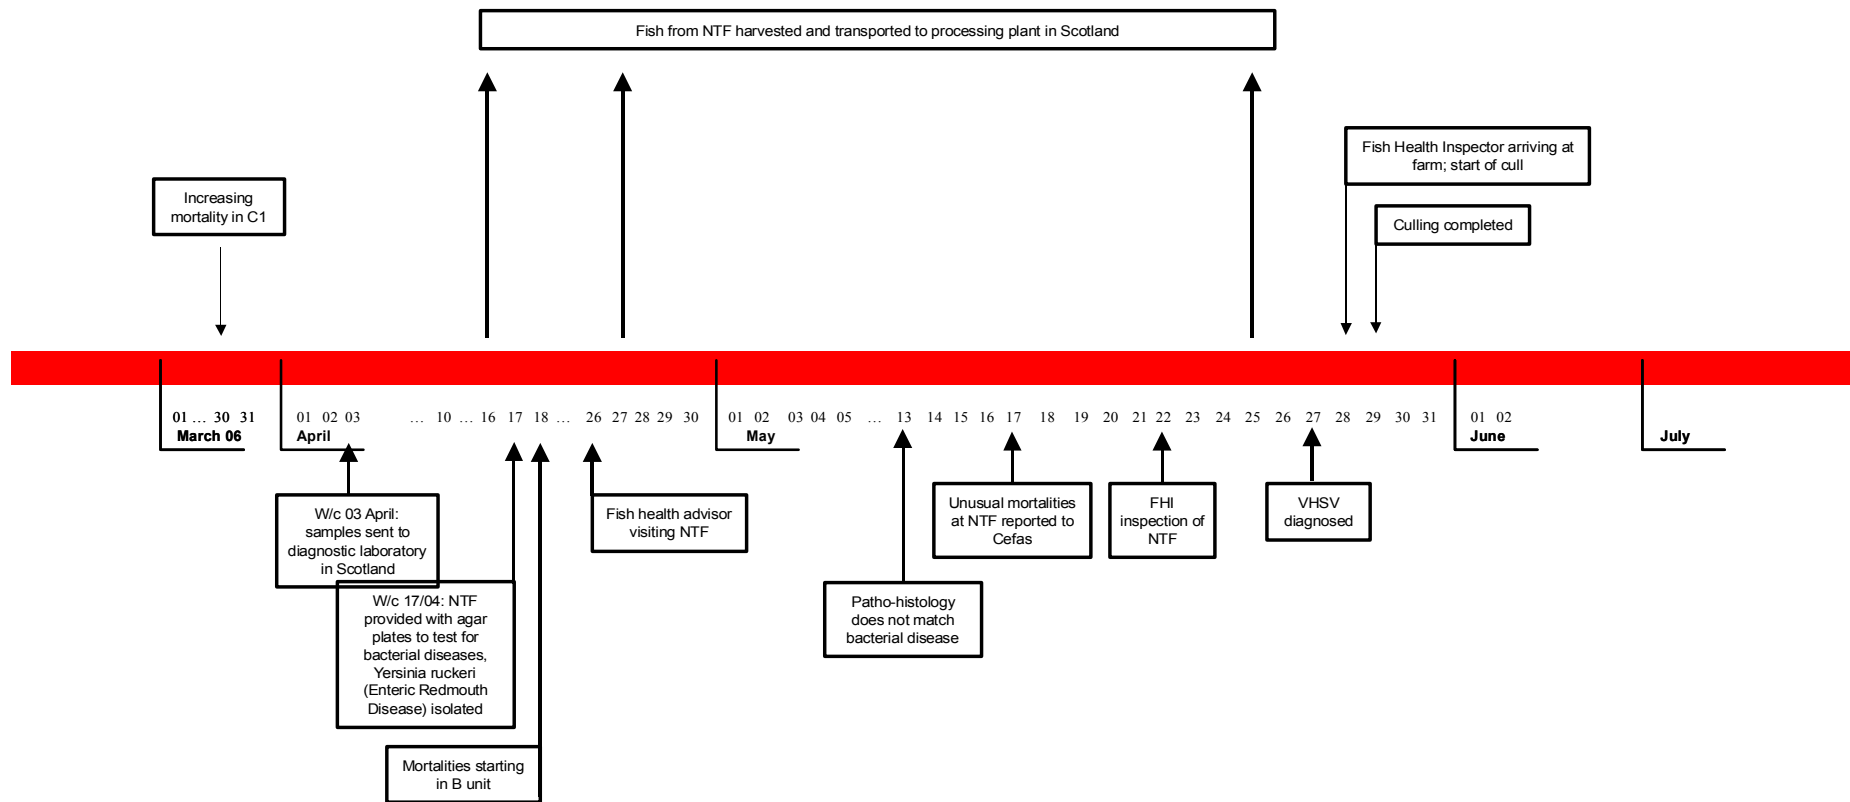 Fish from NTF harvested and transported to processing plant in Scotland
Fish Health Inspector arriving at
farm; start of cull
Increasing
mortality in C1
Culling completed
01 ... 30 31
March 06
01 02 03 ... 10 ... 16 17 18 ... 26 27 28 29 30
April
01 02 03 04 05 ... 13 14 15 16 17 18 19 20 21 22 23 24 25 26 27 28 29 30 31
May
01 02
June
July
W/c 03 April:
samples sent to
diagnostic laboratory
in Scotland
Fish health advisor
visiting NTF
Unusual mortalities
at NTF reported to
Cefas
FHI
inspection of
NTF
VHSV
diagnosed
W/c 17/04: NTF
provided with agar
plates to test for
bacterial diseases,
Yersinia ruckeri
(Enteric Redmouth
Disease) isolated
Patho-histology
does not match
bacterial disease
Mortalities starting
in B unit